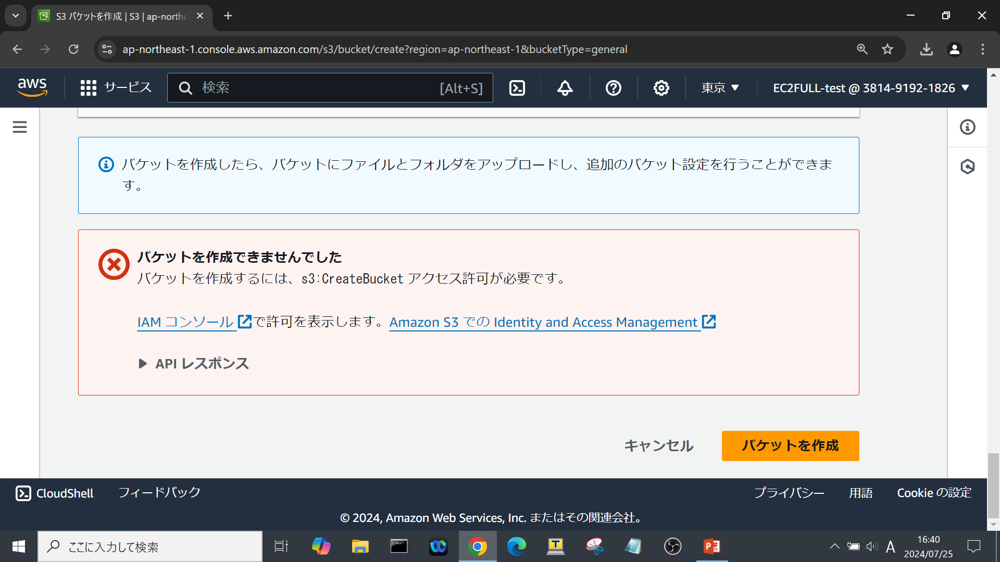 S3 バケットを作成 | S3 | ap-northe
ap-northeast-1.console.aws.amazon.com/s3/bucket/create?region=ap-northeast-1&bucketType=general
aws サービス 検索 [Alt+S] 東京 EC2FULL-test @ 3814-9192-1826
バケットを作成したら、バケットにファイルとフォルダをアップロードし、追加のバケット設定を行うことができま
す。
バケットを作成できませんでした
バケットを作成するには、s3:CreateBucket アクセス許可が必要です。
IAM コンソール で許可を表示します。Amazon S3 での Identity and Access Management
API レスポンス
キャンセル バケットを作成
CloudShell フィードバック プライバシー 用語 Cookie の設定
© 2024, Amazon Web Services, Inc. またはその関連会社。
ここに入力して検索 A 16:40
2024/07/25